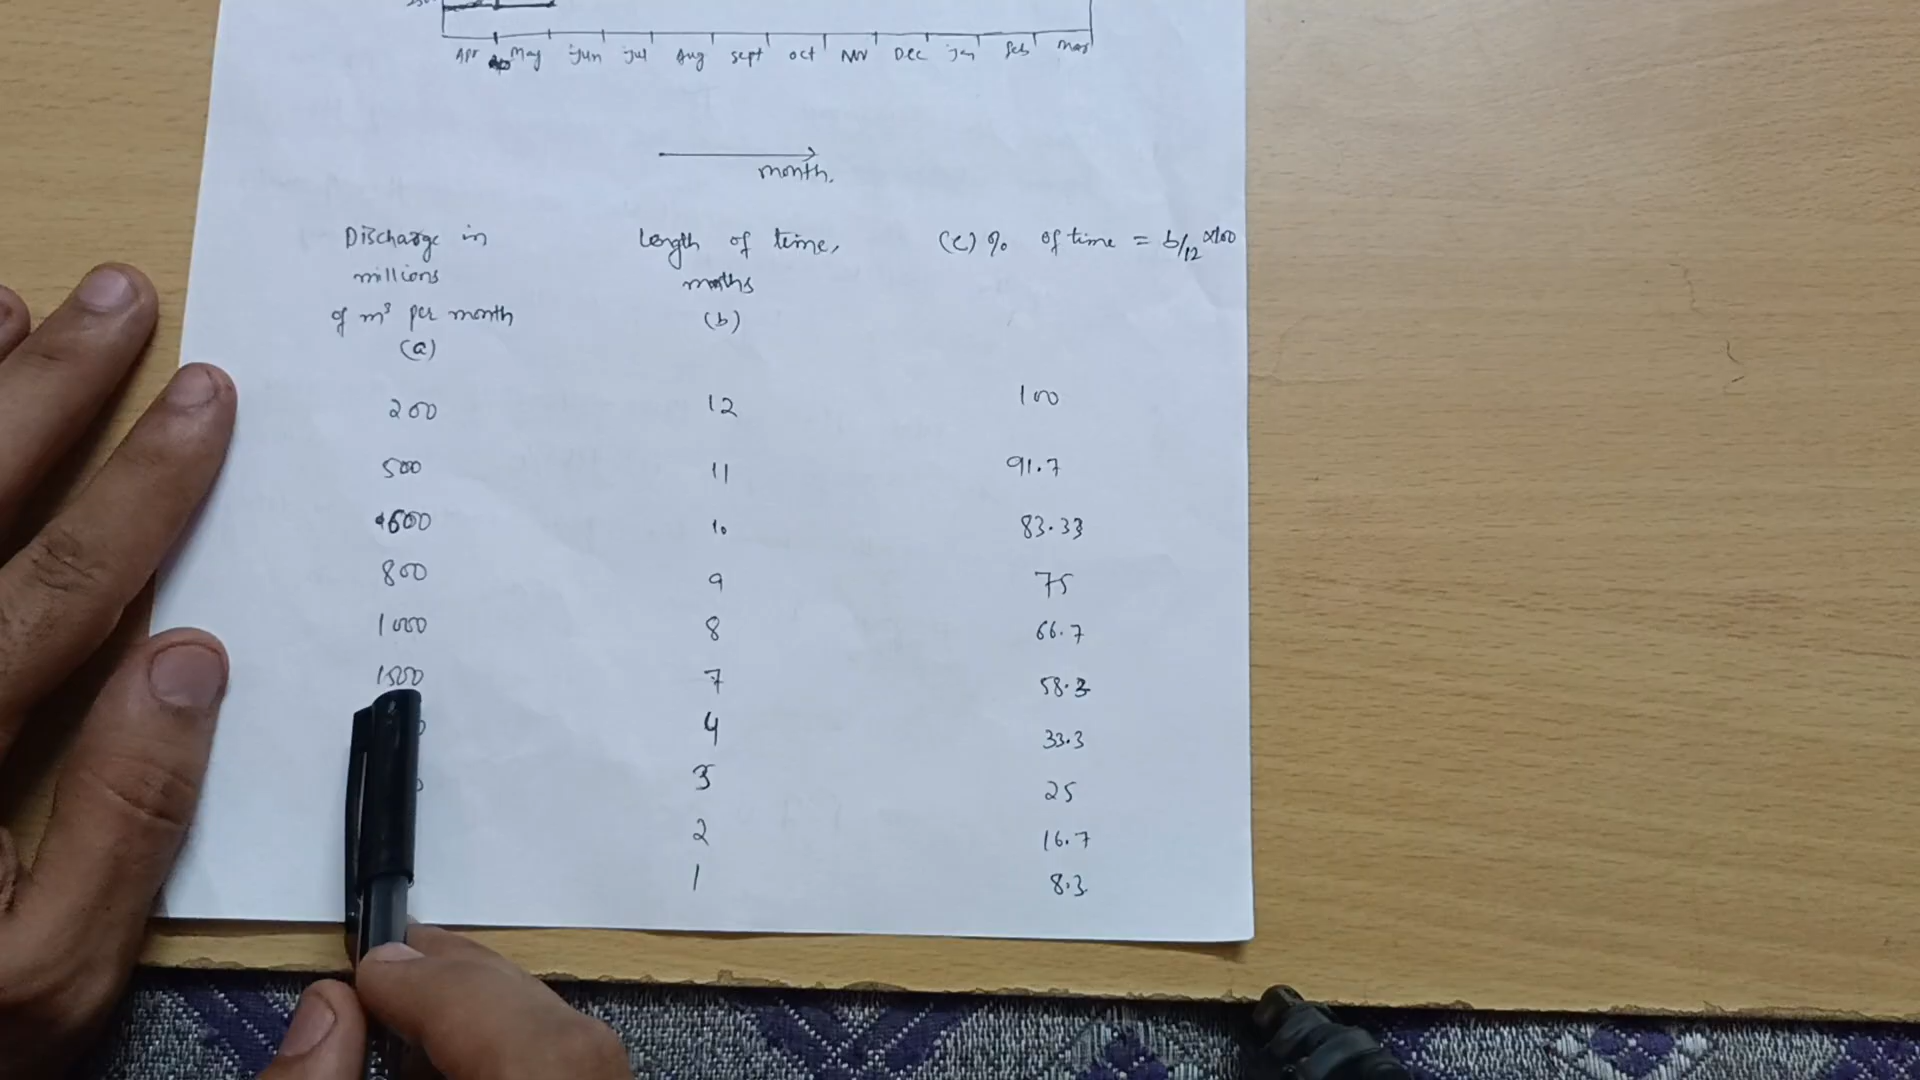 250
Apr May Jun Jul Aug sept oct Nov Dec jan feb mar
month.
Discharge in length of time, (c) % of time = b/12 x100
millions months
of m³ per month (b)
(a)
200 12 100
500 11 91.7
600 10 83.33
800 9 75
1000 8 66.7
1500 7 58.3
4 33.3
3 25
2 16.7
1 8.3